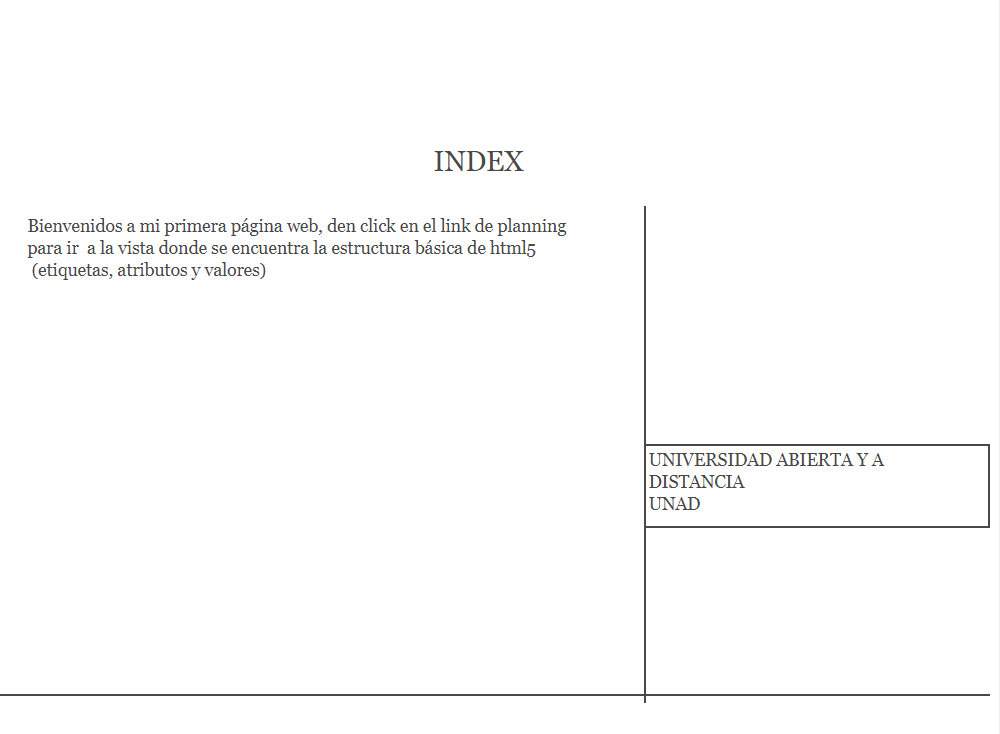 INDEX
Bienvenidos a mi primera página web, den click en el link de planning
para ir  a la vista donde se encuentra la estructura básica de html5
(etiquetas, atributos y valores)
UNIVERSIDAD ABIERTA Y A
DISTANCIA
UNAD